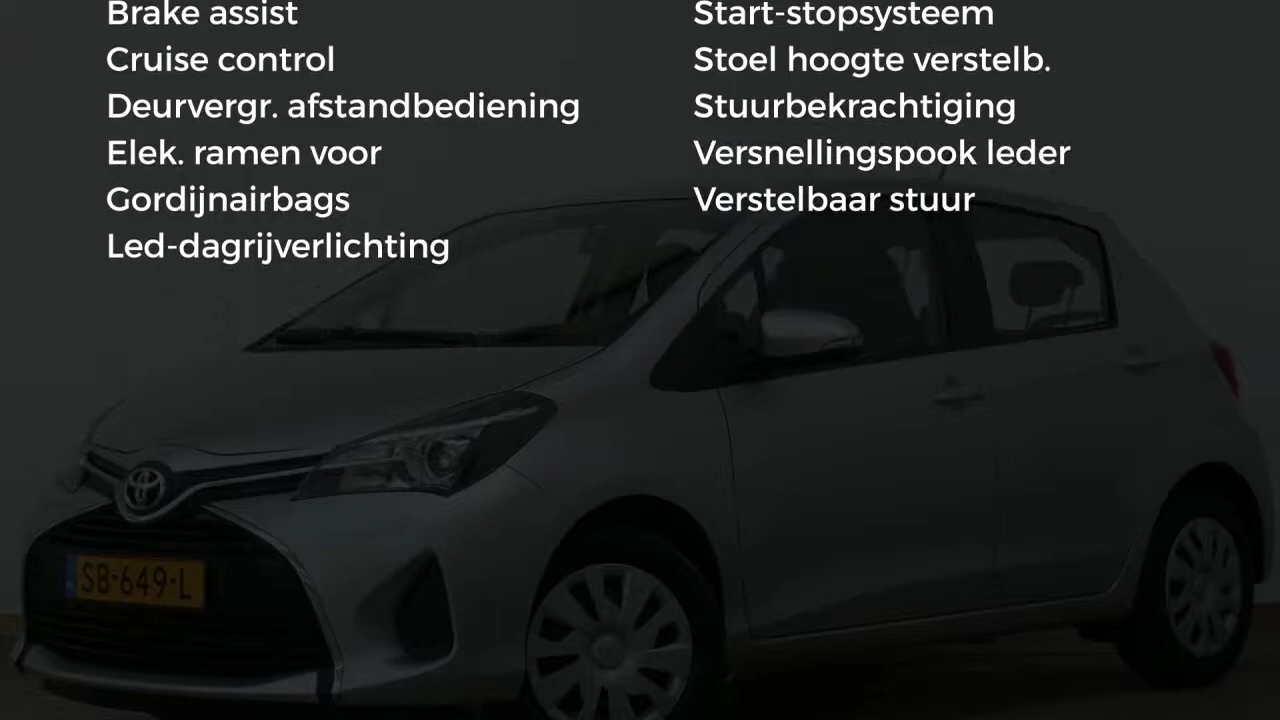 Brake assist
Cruise control
Deurvergr. afstandbediening
Elek. ramen voor
Gordijnairbags
Led-dagrijverlichting
Start-stopsysteem
Stoel hoogte verstelb.
Stuurbekrachtiging
Versnellingspook leder
Verstelbaar stuur
SB-649-L